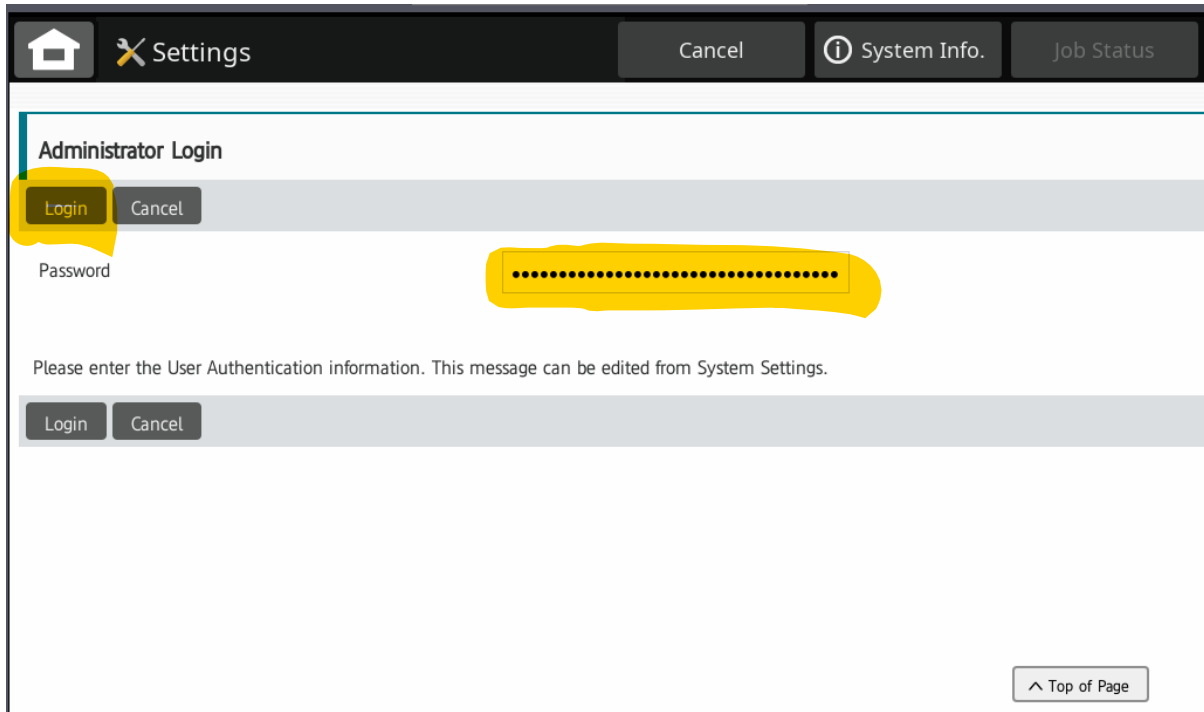 Settings
Cancel
System Info.
Job Status
Administrator Login
Login Cancel
Password •••••••••••••••••••••••••••••••••••
Please enter the User Authentication information. This message can be edited from System Settings.
Login Cancel
Top of Page